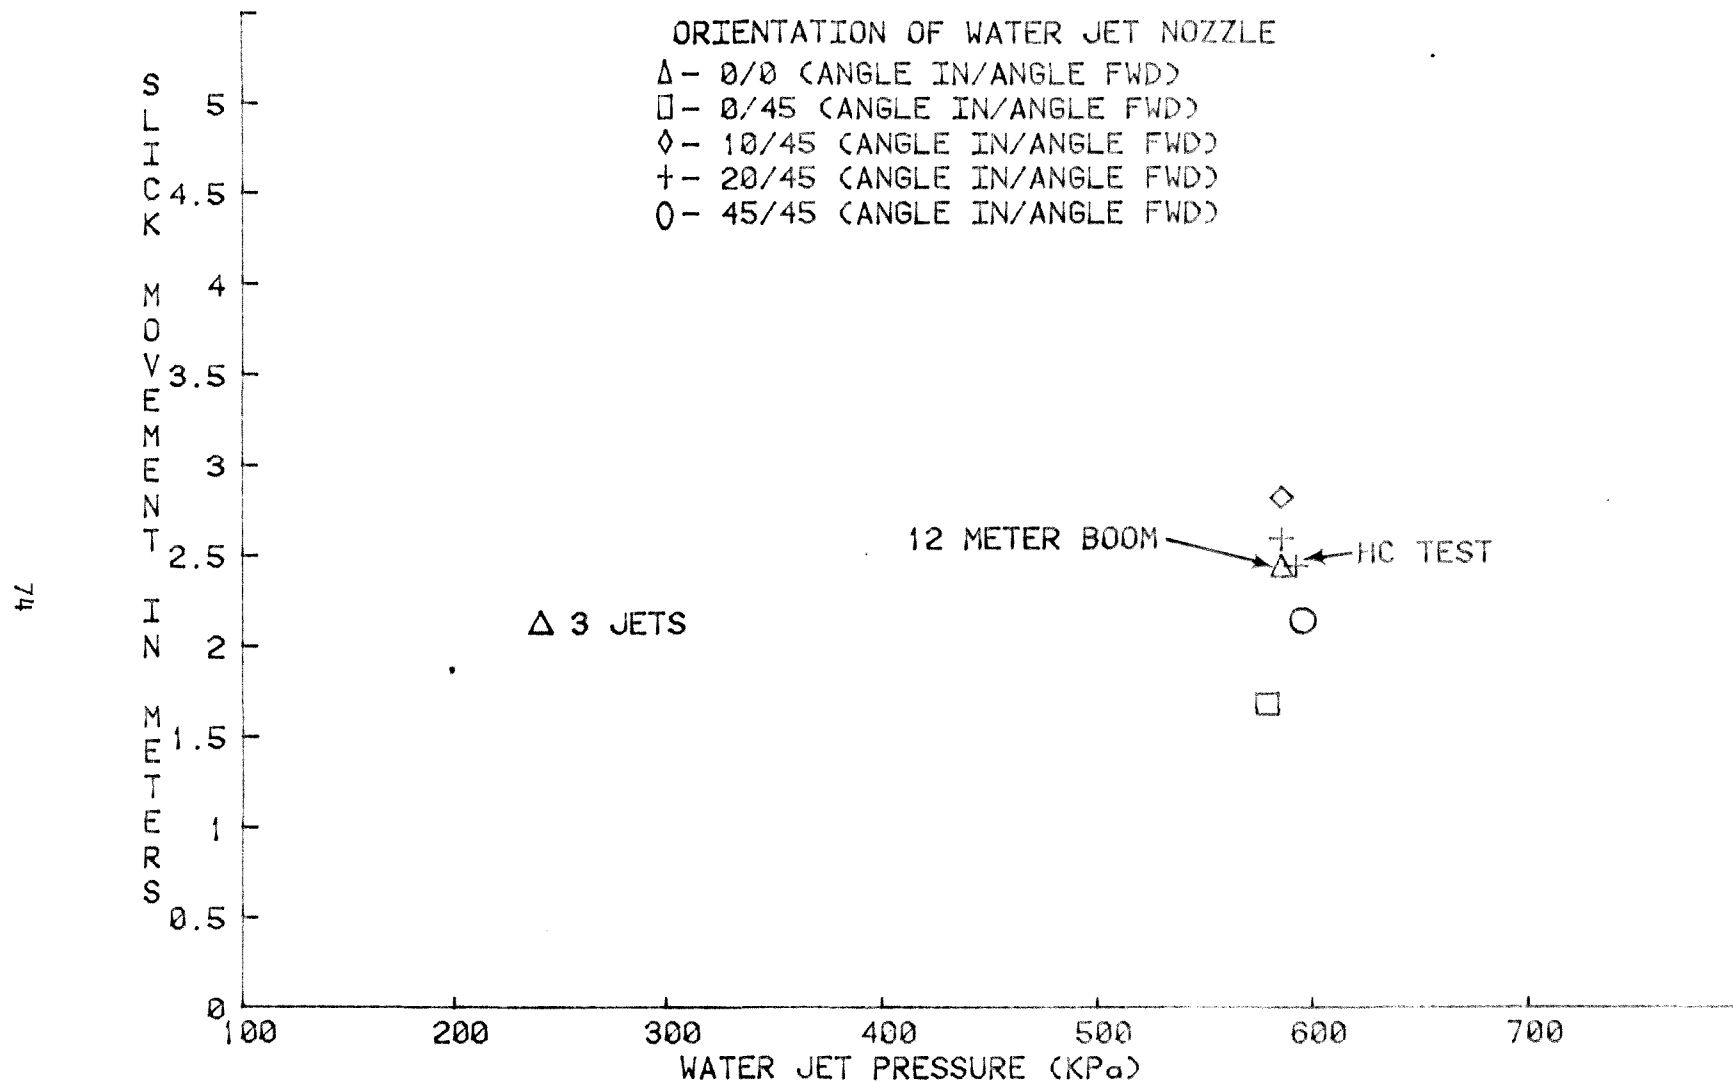 ORIENTATION OF WATER JET NOZZLE
Δ - 0/0 (ANGLE IN/ANGLE FWD)
□ - 0/45 (ANGLE IN/ANGLE FWD)
◇ - 10/45 (ANGLE IN/ANGLE FWD)
+ - 20/45 (ANGLE IN/ANGLE FWD)
O - 45/45 (ANGLE IN/ANGLE FWD)
SLICK MOVEMENT IN METERS
5
4.5
4
3.5
3
2.5
2
1.5
1
0.5
0
12 METER BOOM
HC TEST
3 JETS
100 200 300 400 500 600 700
WATER JET PRESSURE (KPa)
74